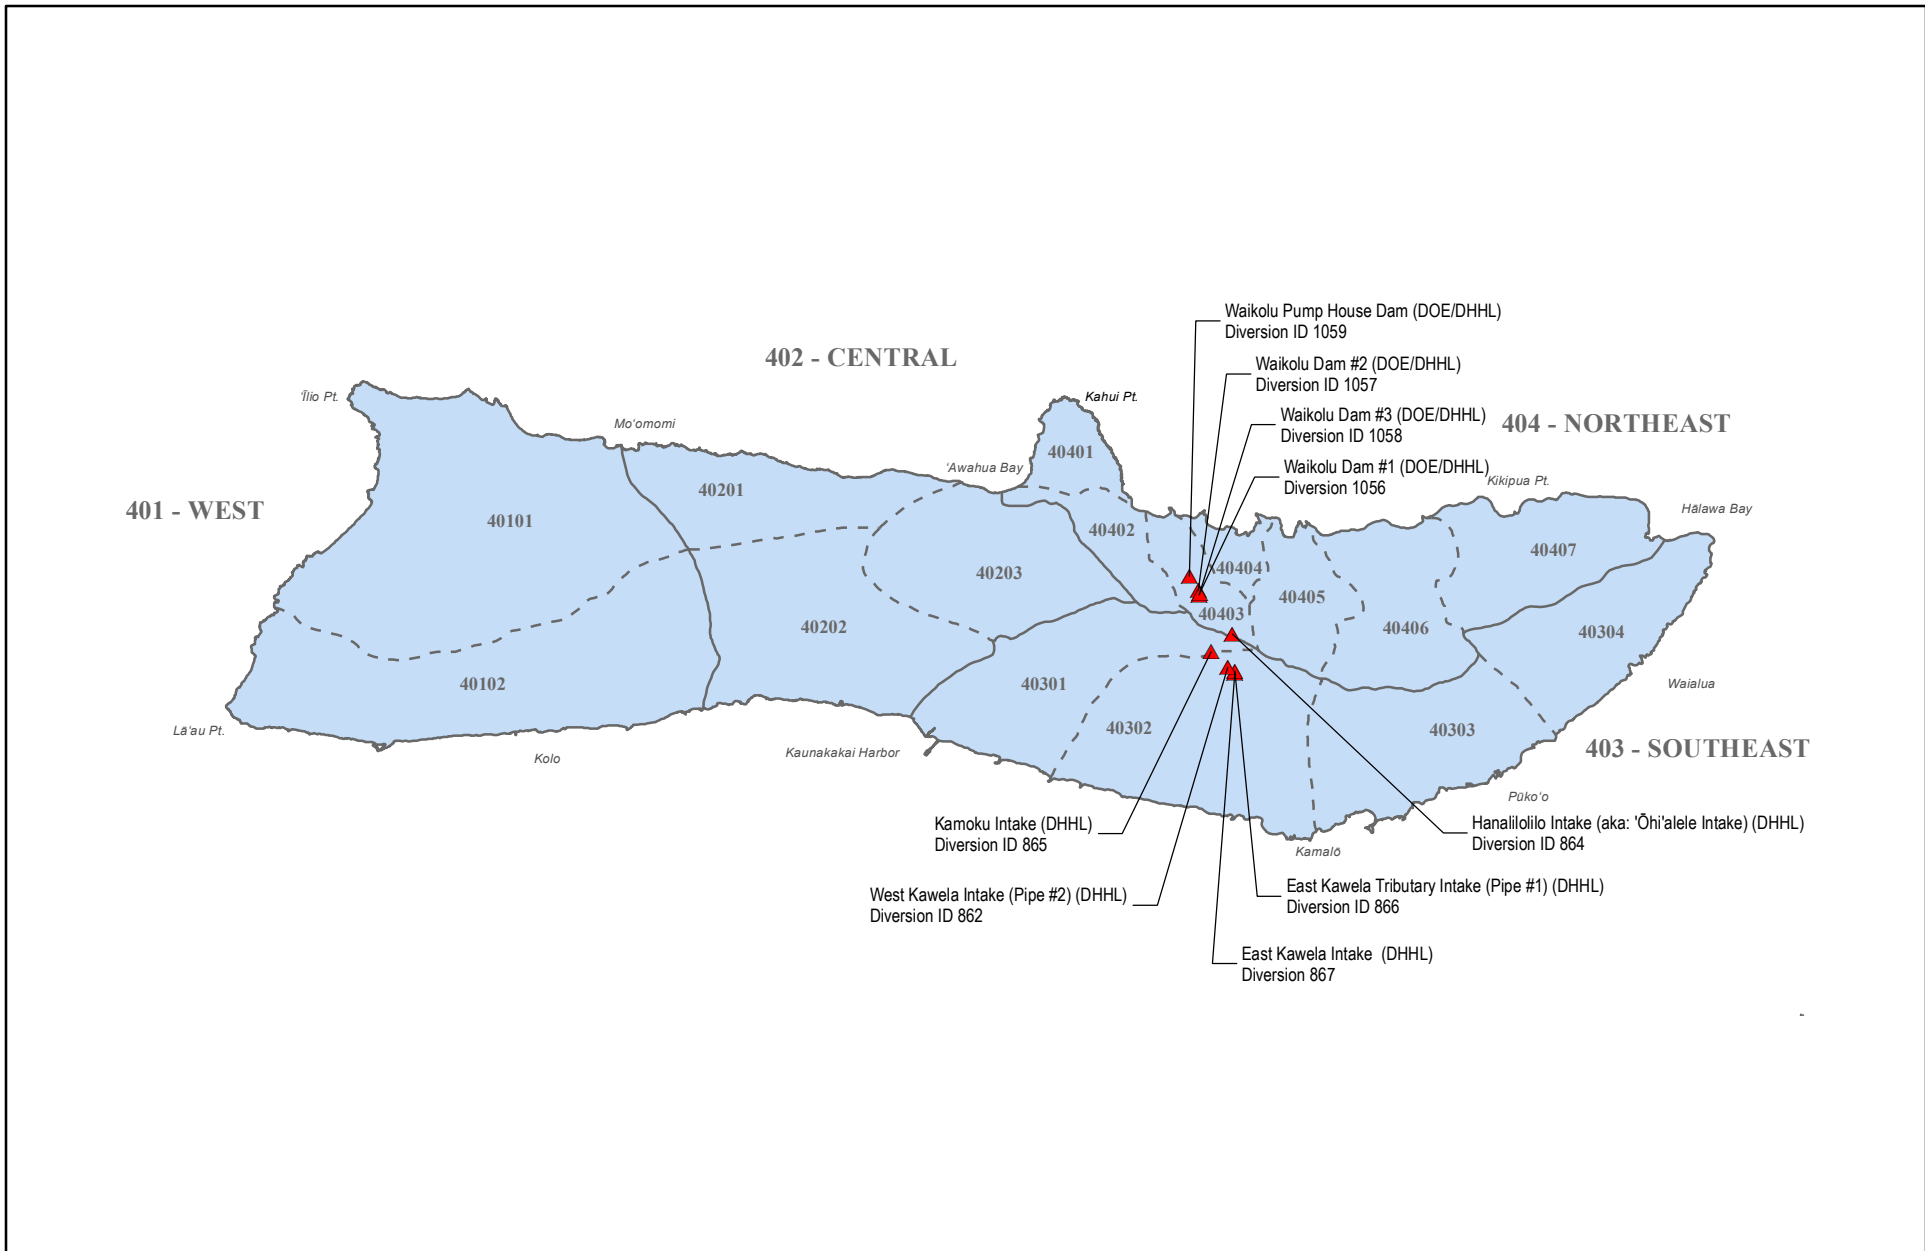 Waikolu Pump House Dam (DOE/DHHL)
Diversion ID 1059
402 - CENTRAL
Waikolu Dam #2 (DOE/DHHL)
Diversion ID 1057
ʻĪlio Pt.
Kahui Pt.
Waikolu Dam #3 (DOE/DHHL)
Diversion ID 1058
404 - NORTHEAST
Moʻomomi
40401
ʻAwahua Bay
Waikolu Dam #1 (DOE/DHHL)
Diversion 1056
Kikipua Pt.
40201
401 - WEST
Hālawa Bay
40101
40402
40407
40203
40404
40405
40403
40202
40406
40304
40102
40301
Waialua
Lā‘au Pt.
40302
40303
403 - SOUTHEAST
Kolo
Kaunakakai Harbor
Pūkoʻo
Kamoku Intake (DHHL)
Diversion ID 865
Kamalō
Hanalilolilo Intake (aka: 'Ōhi'alele Intake) (DHHL)
Diversion ID 864
West Kawela Intake (Pipe #2) (DHHL)
Diversion ID 862
East Kawela Tributary Intake (Pipe #1) (DHHL)
Diversion ID 866
East Kawela Intake (DHHL)
Diversion 867